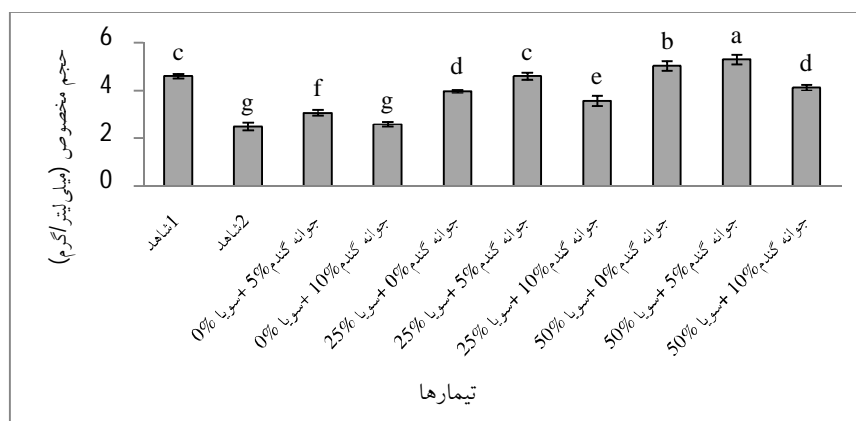 حجم مخصوص (میلی‌لیتر/گرم)
6
4
2
0
c
g
f
g
d
c
e
b
a
d
شاهد1
شاهد2
جوانه گندم5% +سویا 0%
جوانه گندم10% +سویا 0%
جوانه گندم0% +سویا 25%
جوانه گندم5% +سویا 25%
جوانه گندم10% +سویا 25%
جوانه گندم0% +سویا 50%
جوانه گندم5% +سویا 50%
جوانه گندم10% +سویا 50%
تیمارها